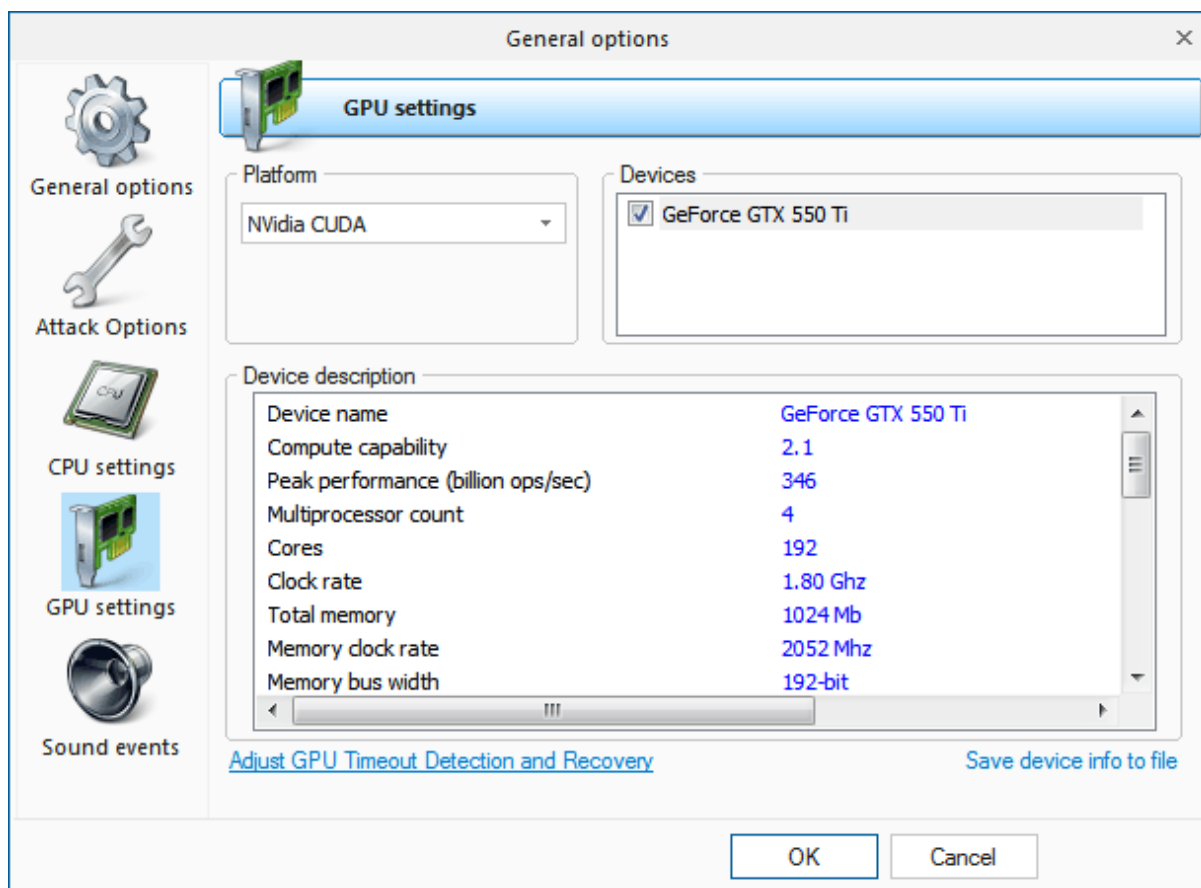 General options
General options
Attack Options
CPU
CPU settings
GPU settings
Sound events
GPU settings
Platform
NVidia CUDA
Devices
GeForce GTX 550 Ti
Device description
Device name GeForce GTX 550 Ti
Compute capability 2.1
Peak performance (billion ops/sec) 346
Multiprocessor count 4
Cores 192
Clock rate 1.80 Ghz
Total memory 1024 Mb
Memory clock rate 2052 Mhz
Memory bus width 192-bit
Adjust GPU Timeout Detection and Recovery Save device info to file
OK Cancel